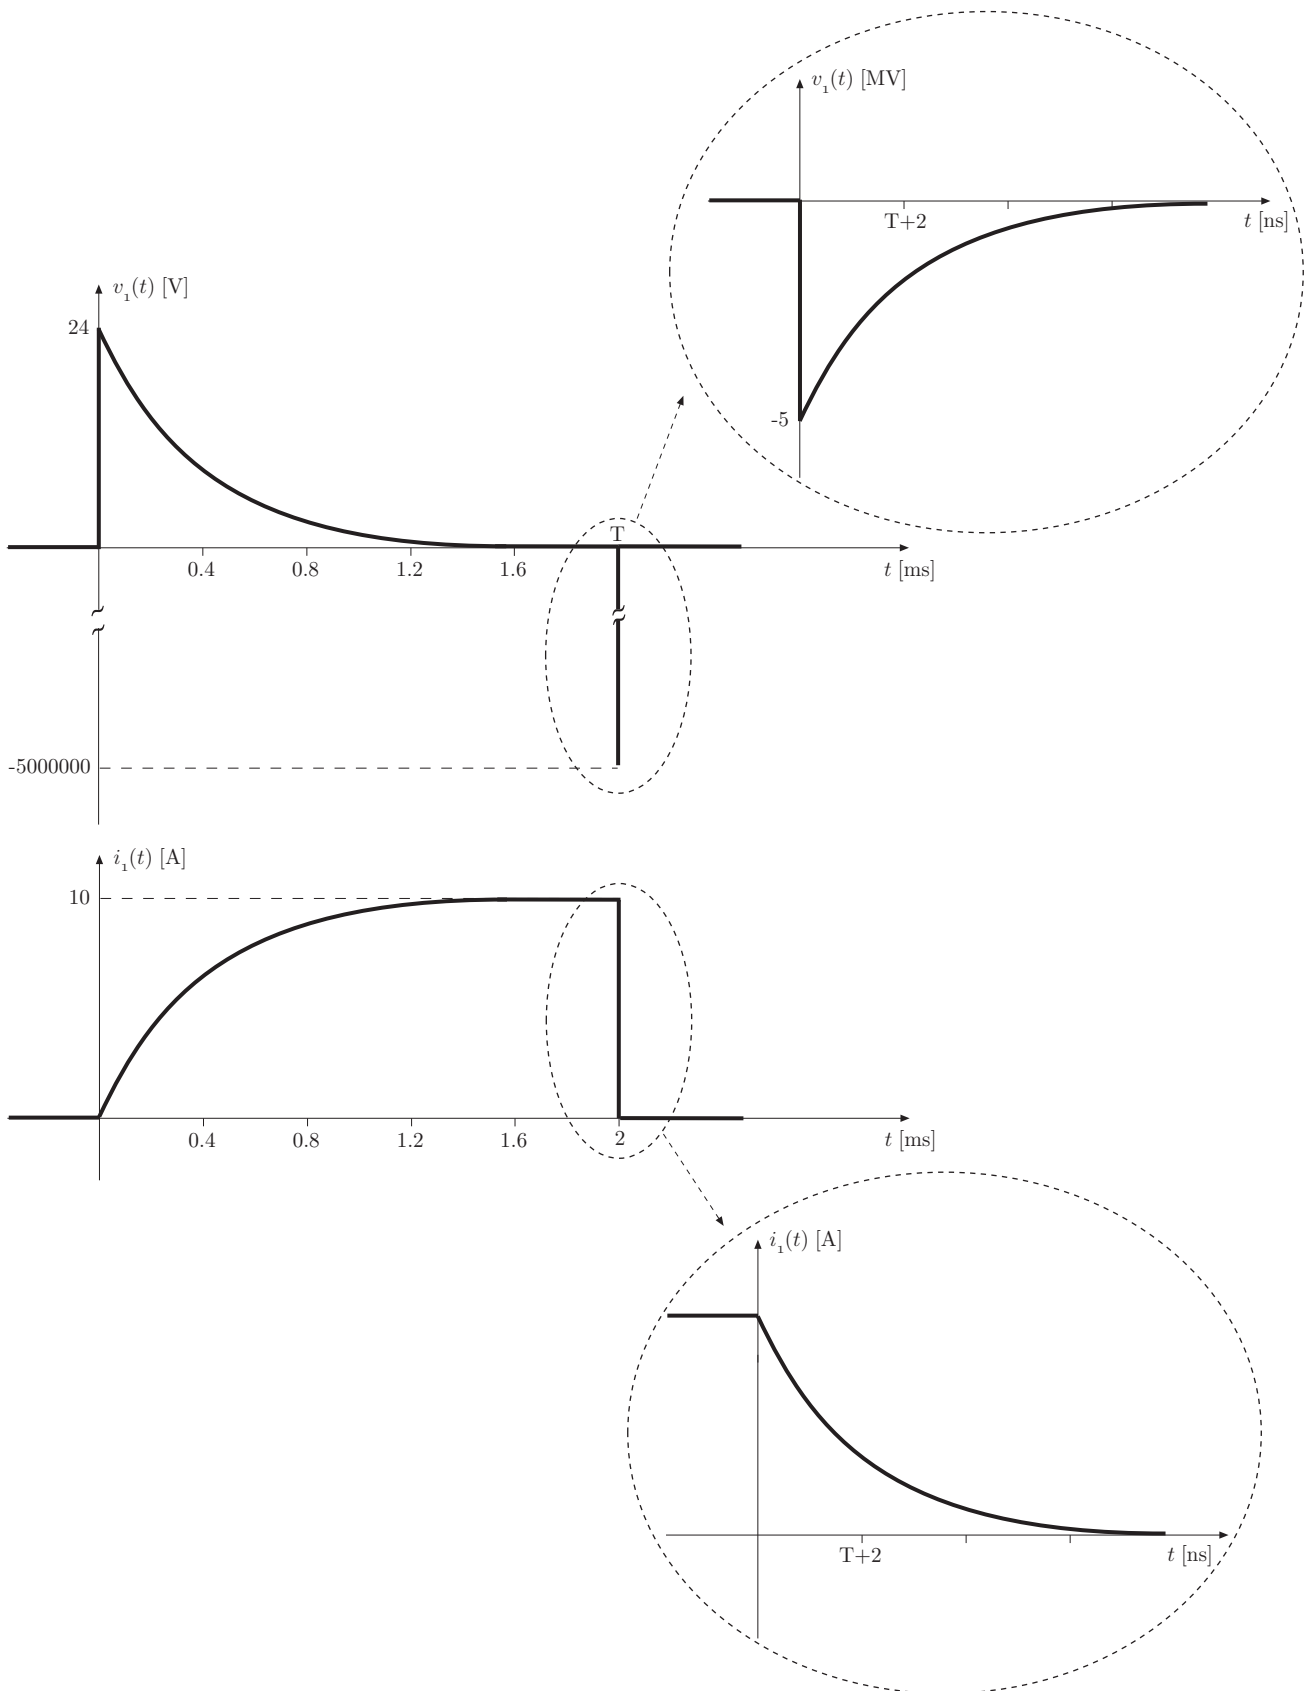 v₁(t) [MV]
T+2
t [ns]
-5
v₁(t) [V]
24
T
0.4 0.8 1.2 1.6 t [ms]
-5000000
i₁(t) [A]
10
0.4 0.8 1.2 1.6 2 t [ms]
i₁(t) [A]
T+2 t [ns]